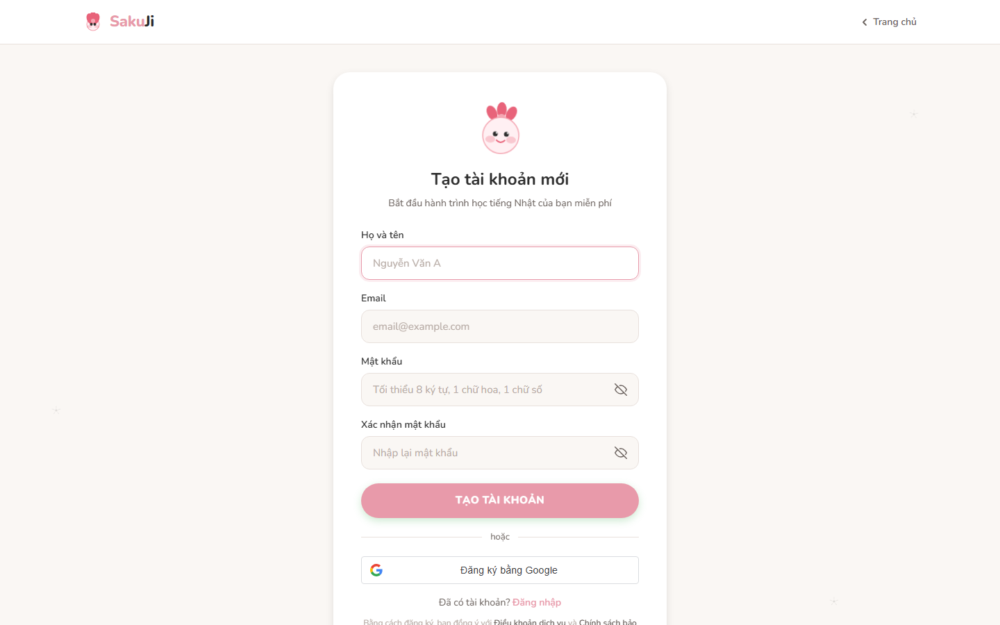 SakuJi
Trang chủ
Tạo tài khoản mới
Bắt đầu hành trình học tiếng Nhật của bạn miễn phí
Họ và tên
Nguyễn Văn A
Email
email@example.com
Mật khẩu
Tối thiểu 8 ký tự, 1 chữ hoa, 1 chữ số
Xác nhận mật khẩu
Nhập lại mật khẩu
TẠO TÀI KHOẢN
hoặc
Đăng ký bằng Google
Đã có tài khoản? Đăng nhập
Bằng cách đăng ký, bạn đồng ý với Điều khoản dịch vụ và Chính sách bảo